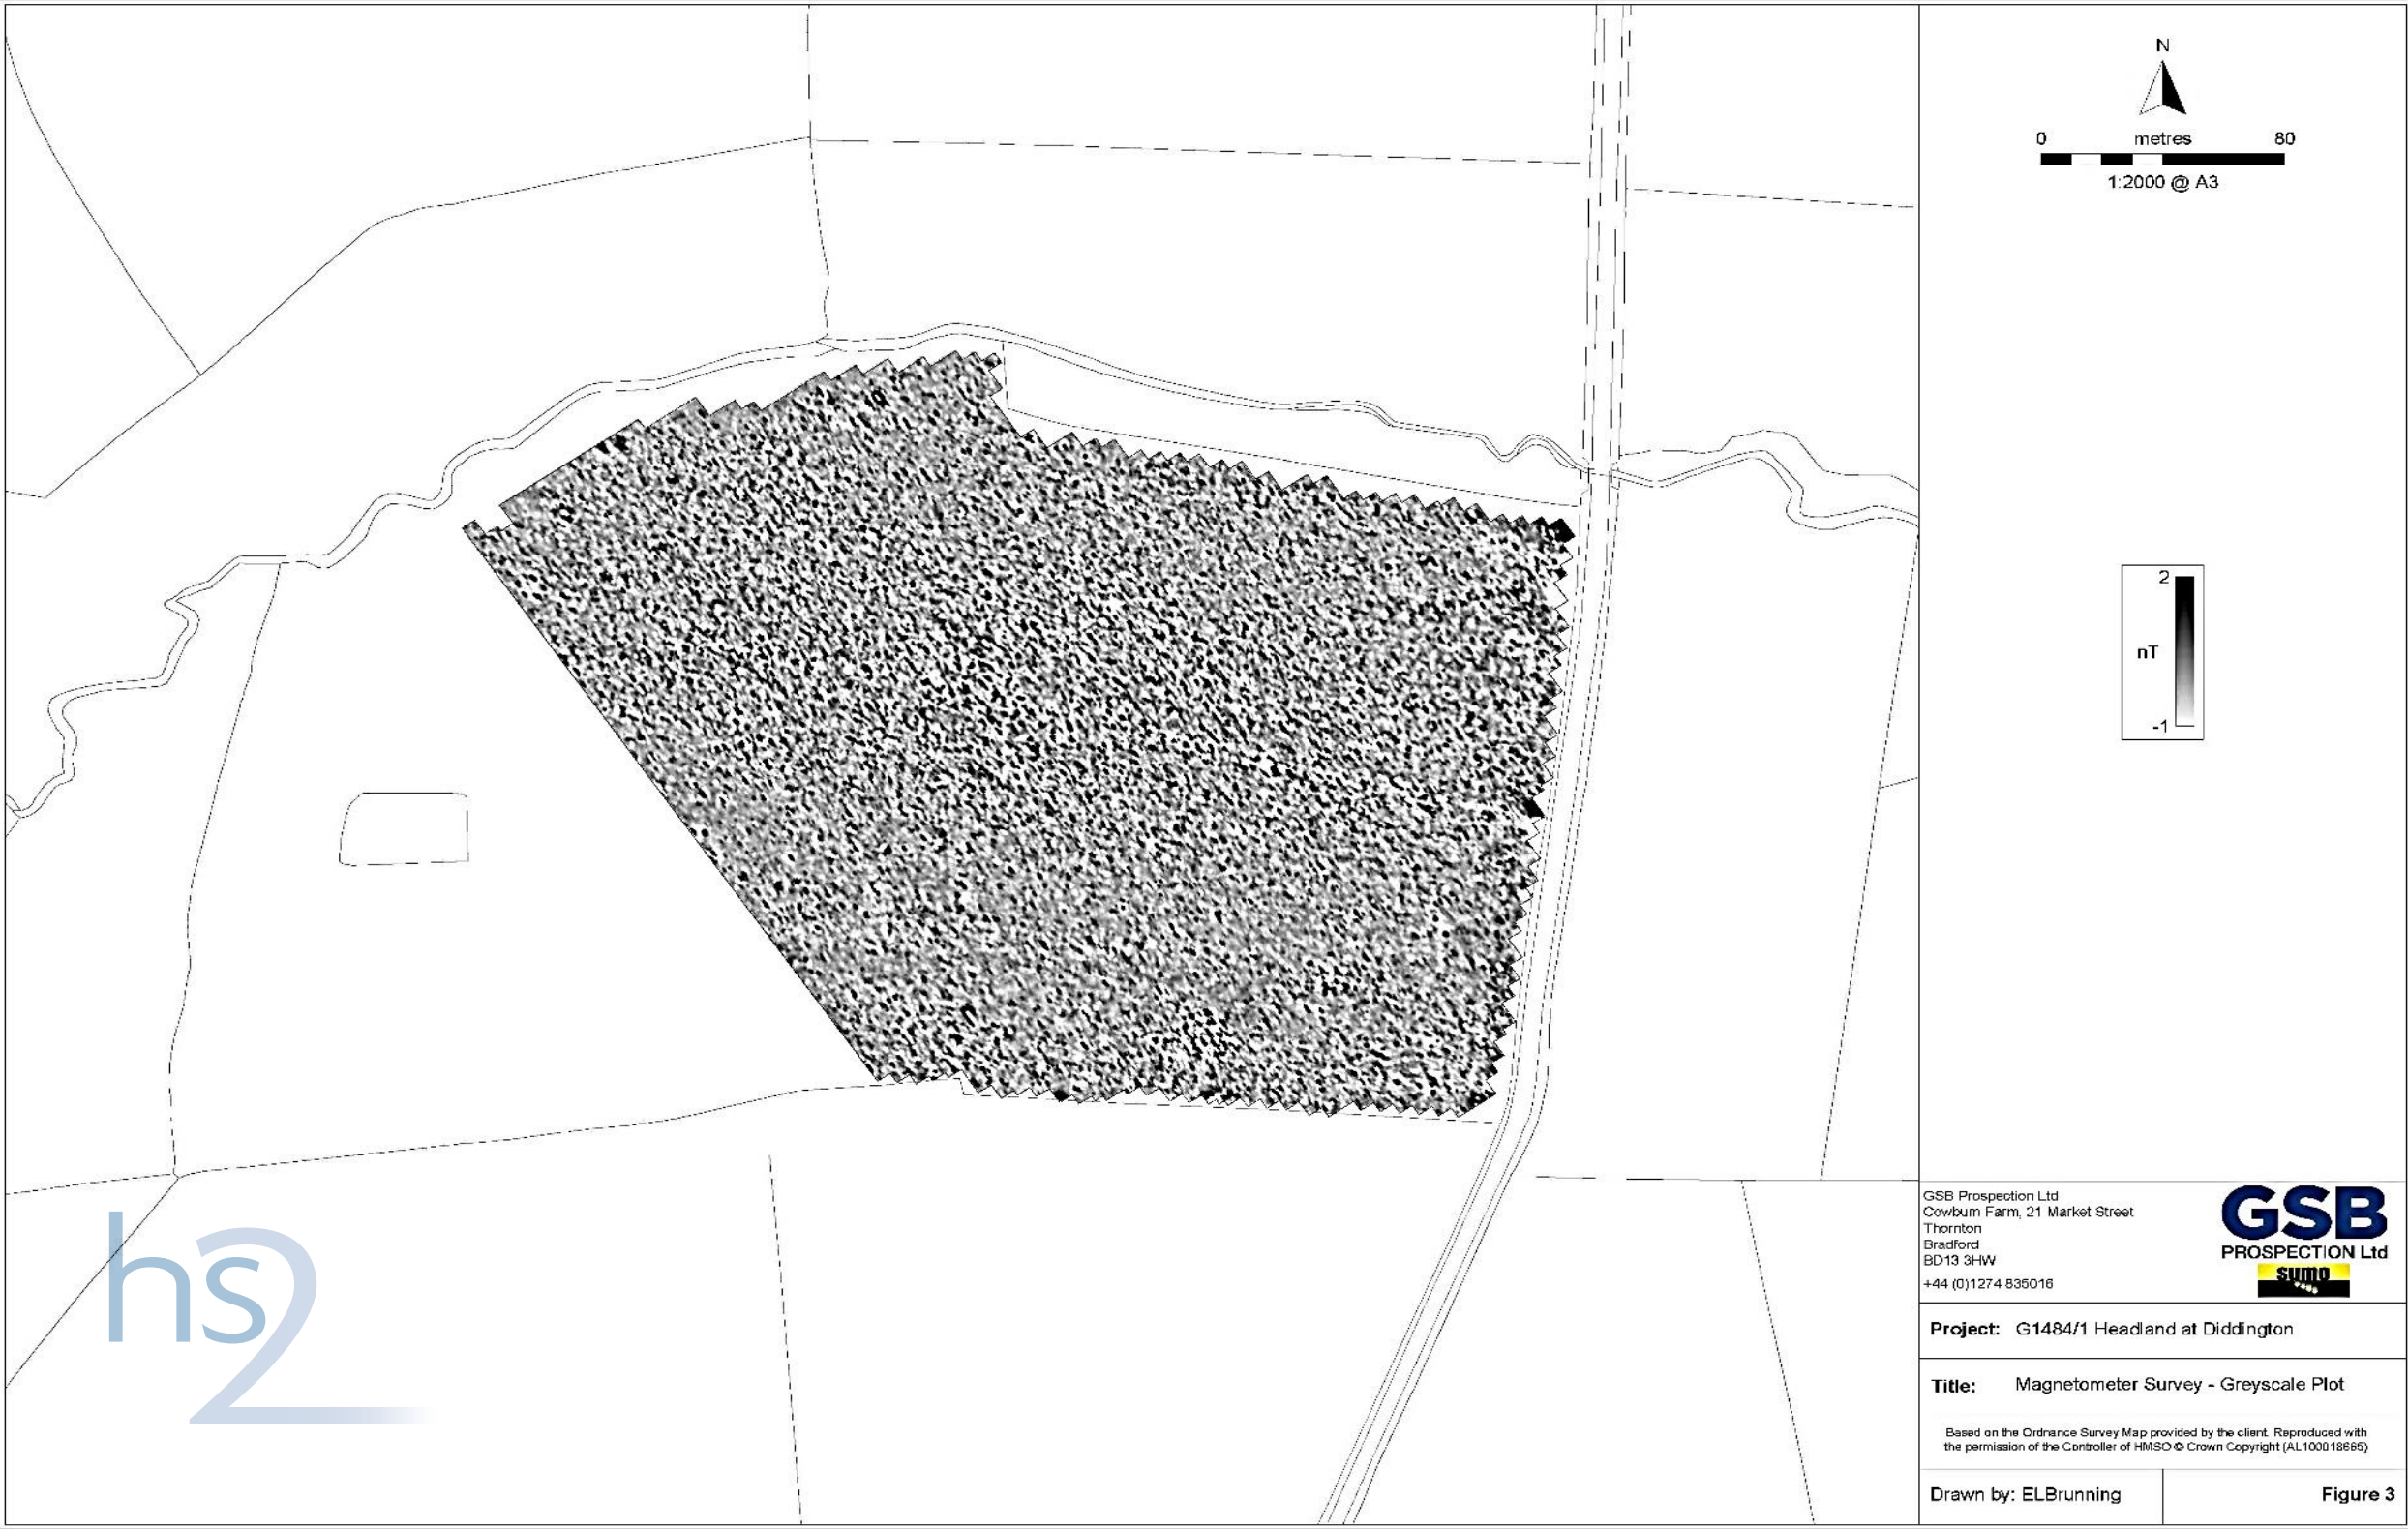 N
0 metres 80
1:2000 @ A3
2
nT
-1
GSB Prospection Ltd
Cowburn Farm, 21 Market Street
Thornton
Bradford
BD13 3HW
+44 (0)1274 835016
GSB
PROSPECTION Ltd
sumo
Project: G1484/1 Headland at Diddington
Title: Magnetometer Survey - Greyscale Plot
Based on the Ordnance Survey Map provided by the client. Reproduced with
the permission of the Controller of HMSO © Crown Copyright (AL100018665)
Drawn by: ELBrunning
Figure 3
hs2